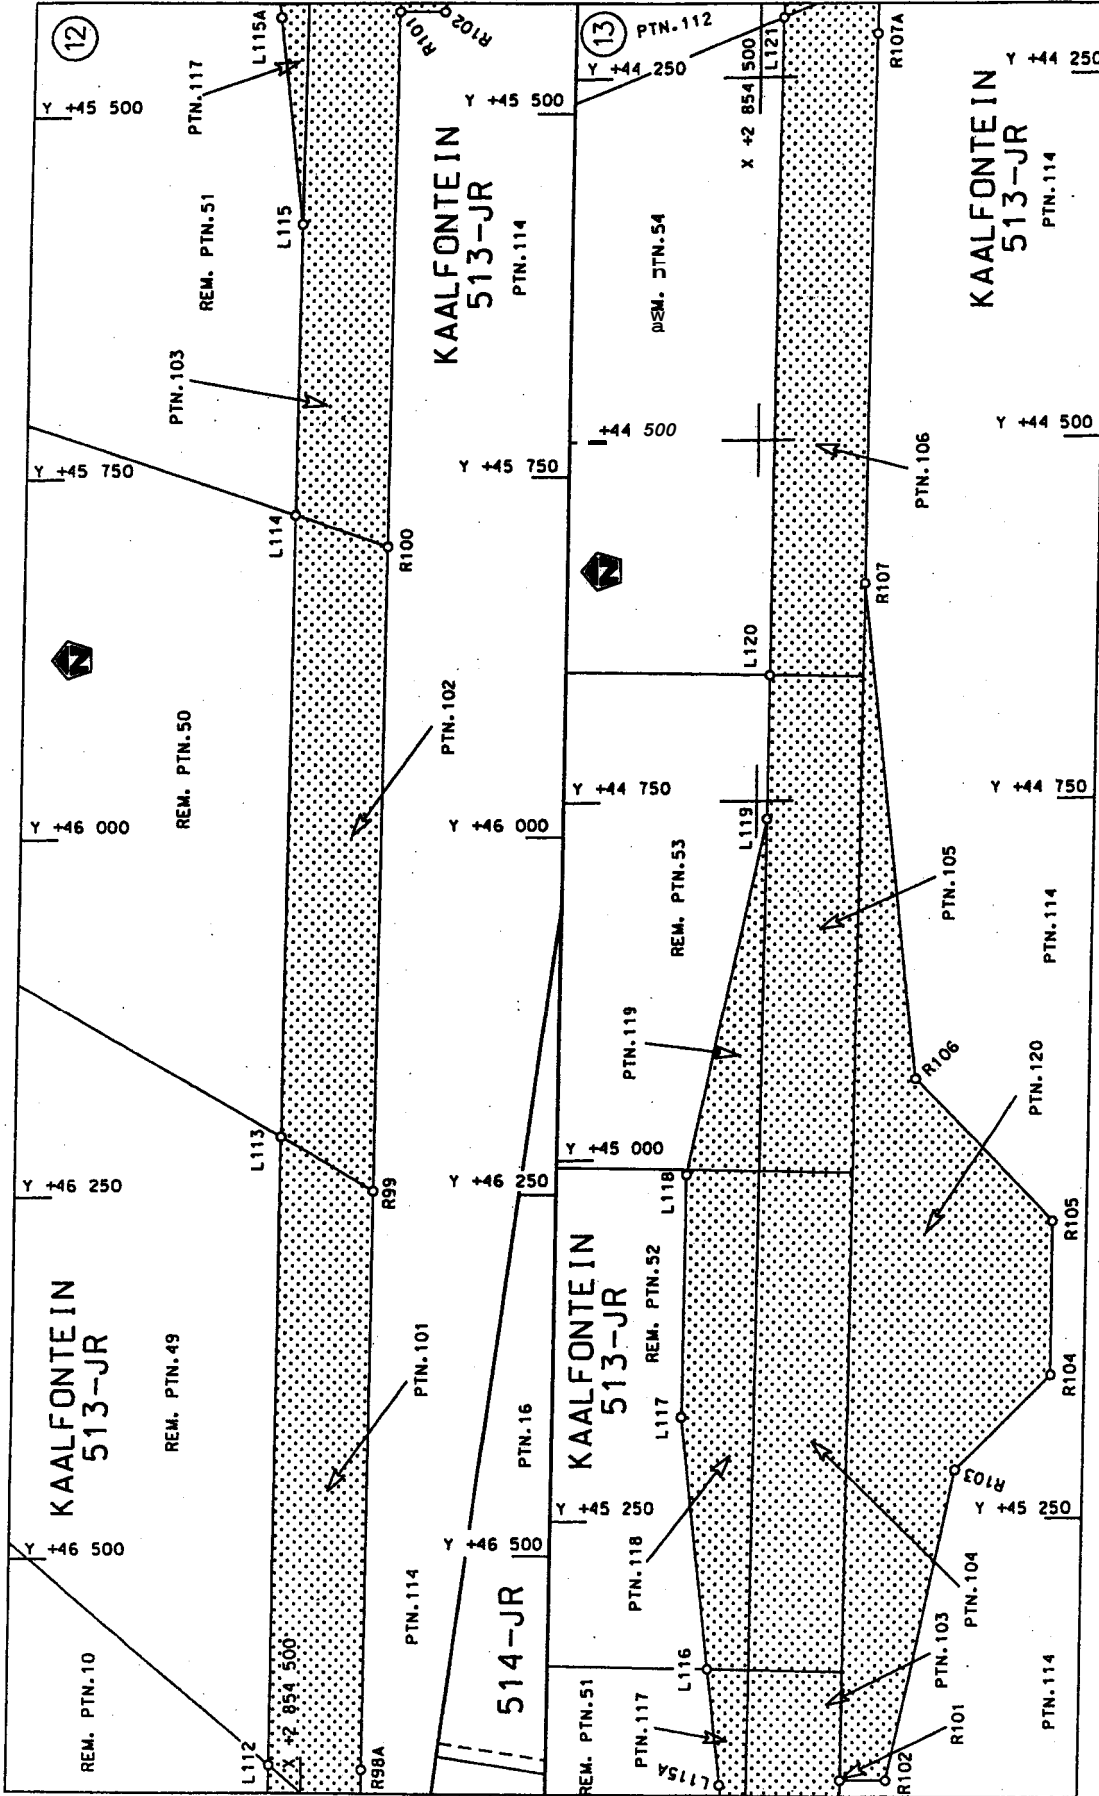 12
KAALFONTEIN
513-JR
REM. PTN.10
REM. PTN.49
REM. PTN.50
REM. PTN.51
PTN.117
PTN.103
PTN.102
PTN.101
PTN.114
PTN.16
514-JR
KAALFONTEIN
513-JR
PTN.114
Y +46 500
Y +46 250
Y +46 000
Y +45 750
Y +45 500
Y +46 500
Y +46 250
Y +46 000
Y +45 750
Y +45 500
X +2 854 500
L112
L113
L114
L115
L115A
R98A
R99
R100
R101
R102
N
13
PTN.112
KAALFONTEIN
513-JR
REM. PTN.51
REM. PTN.52
REM. PTN.53
PTN.54
PTN.117
PTN.118
PTN.119
PTN.103
PTN.104
PTN.105
PTN.106
PTN.120
PTN.114
PTN.114
KAALFONTEIN
513-JR
PTN.114
Y +45 250
Y +45 000
Y +44 750
+44 500
Y +44 250
Y +45 250
Y +44 750
Y +44 500
Y +44 250
X +2 854 500
L115A
L116
L117
L118
L119
L120
L121
R101
R102
R103
R104
R105
R106
R107
R107A
N